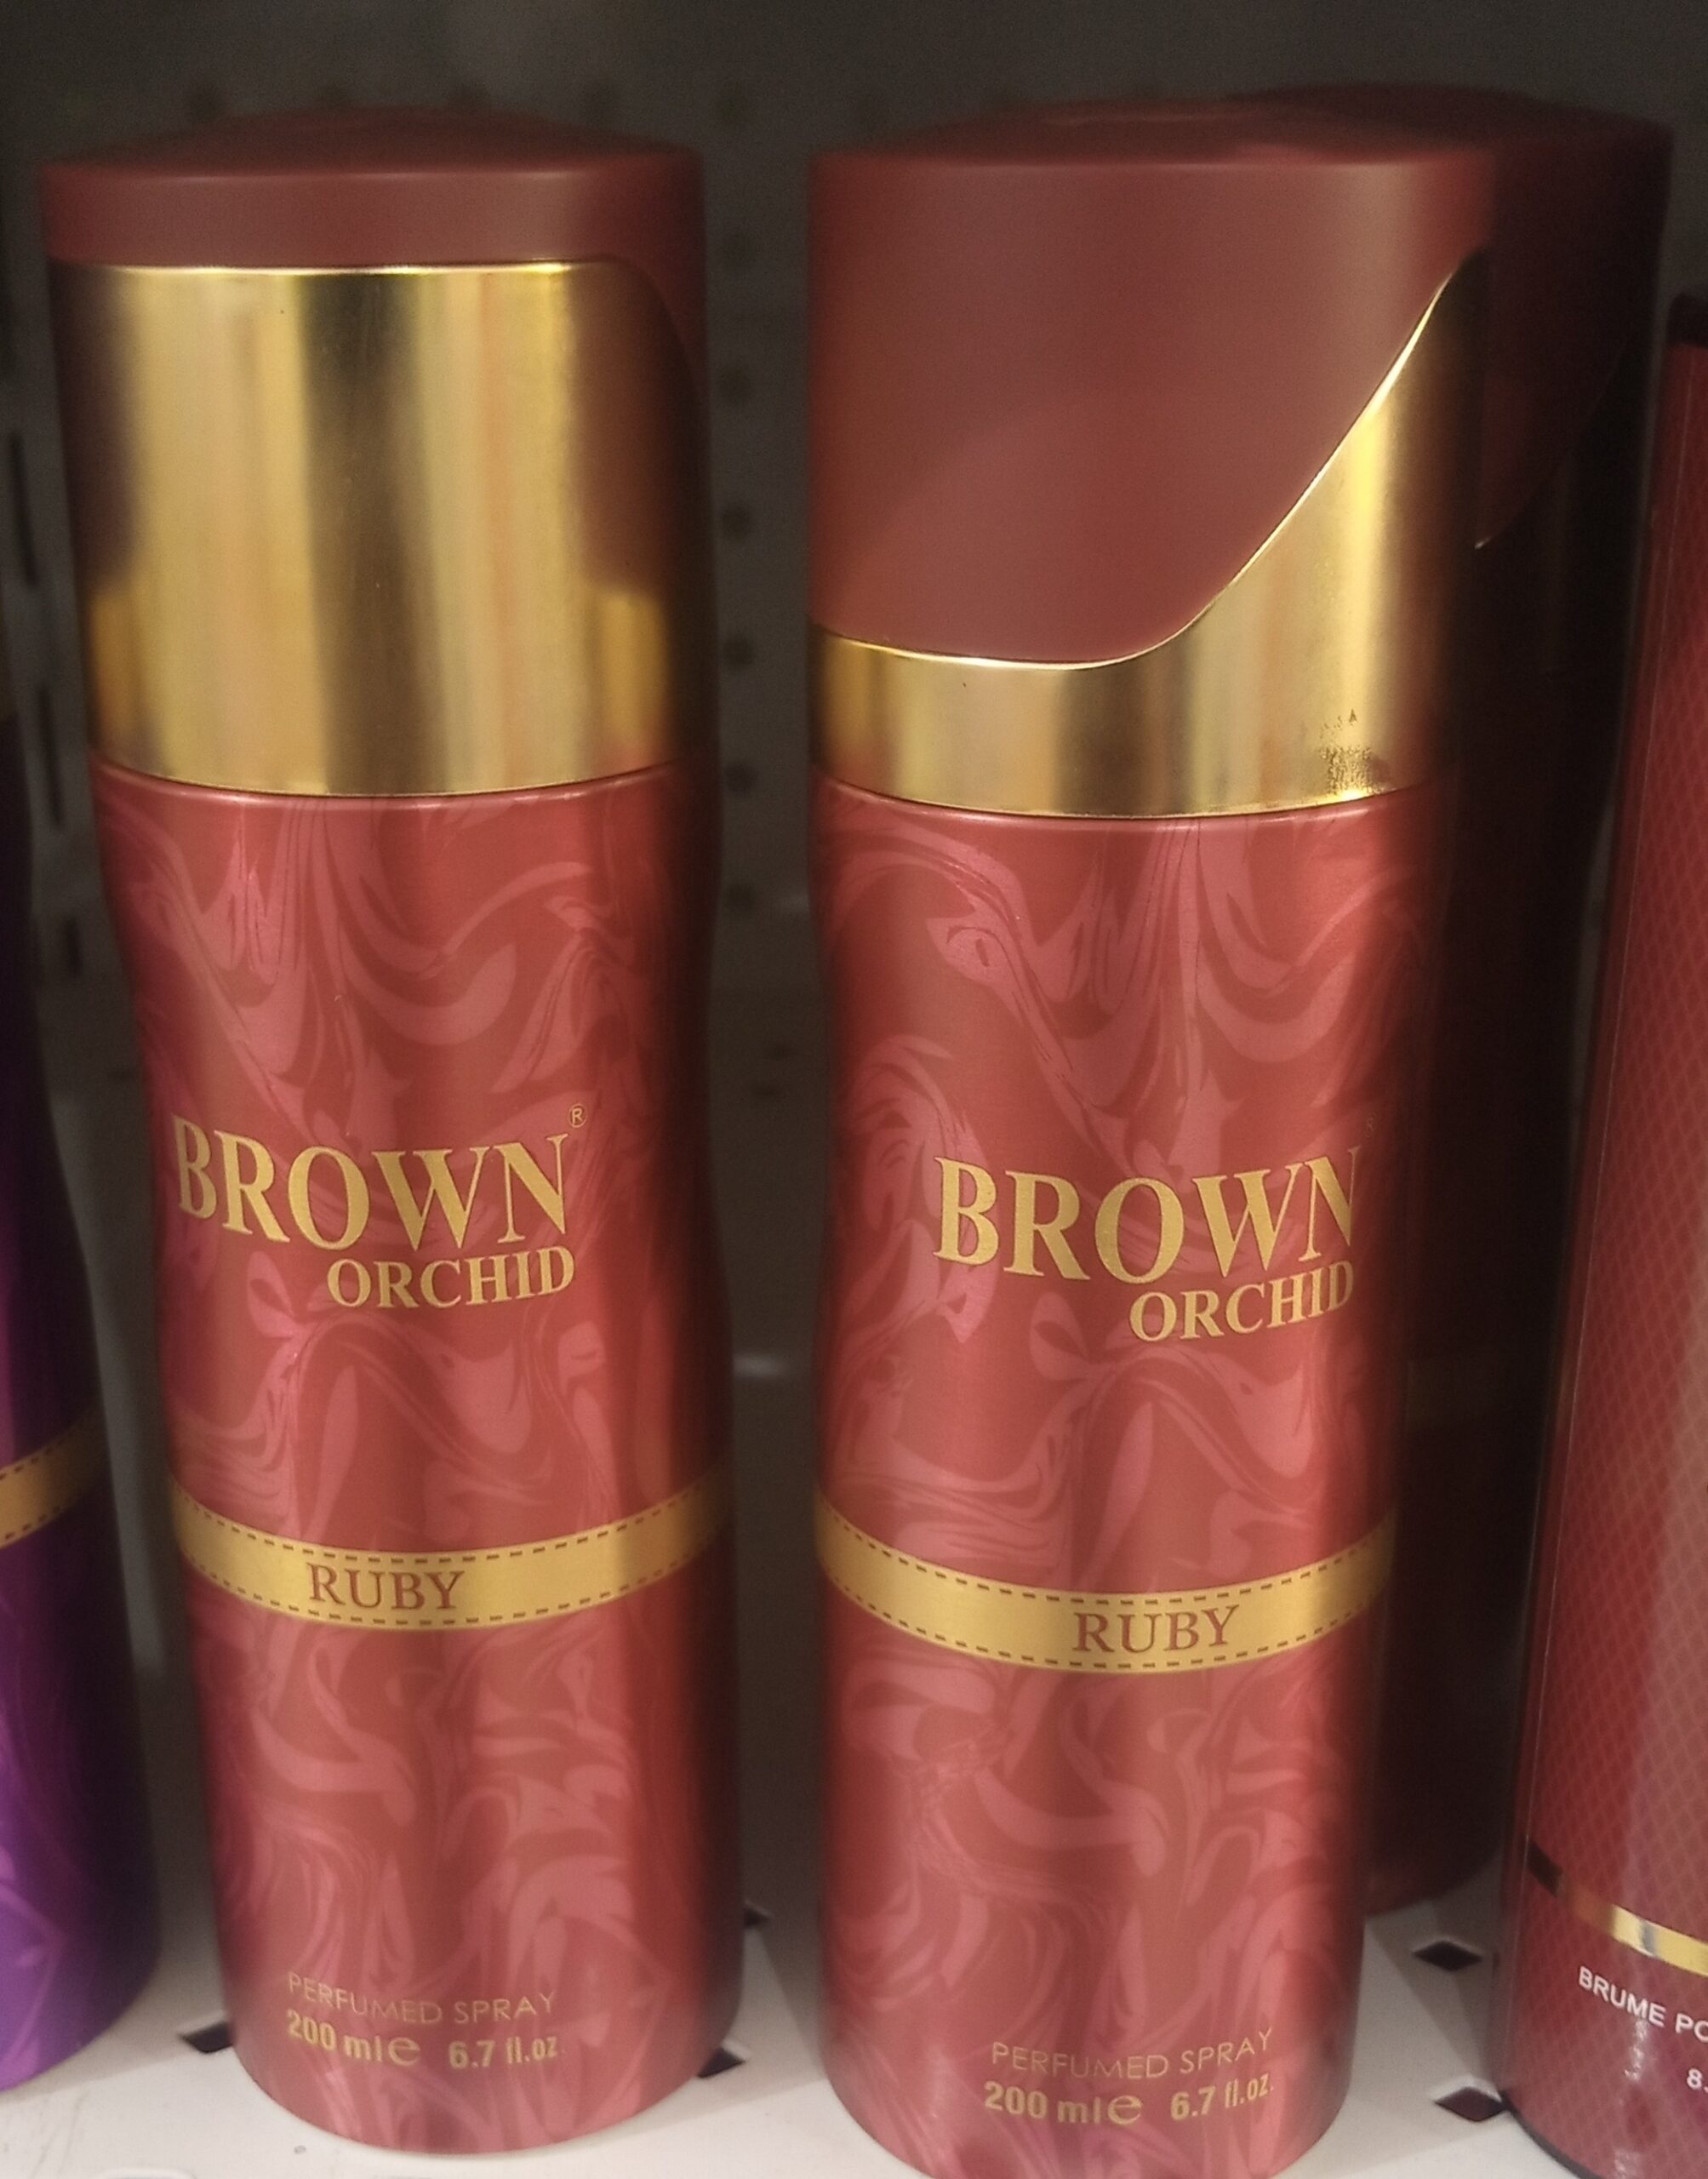 BROWN®
ORCHID
RUBY
PERFUMED SPRAY
200 ml e 6.7 fl.oz.
BROWN
ORCHID
RUBY
PERFUMED SPRAY
200 ml e 6.7 fl.oz.
BRUME